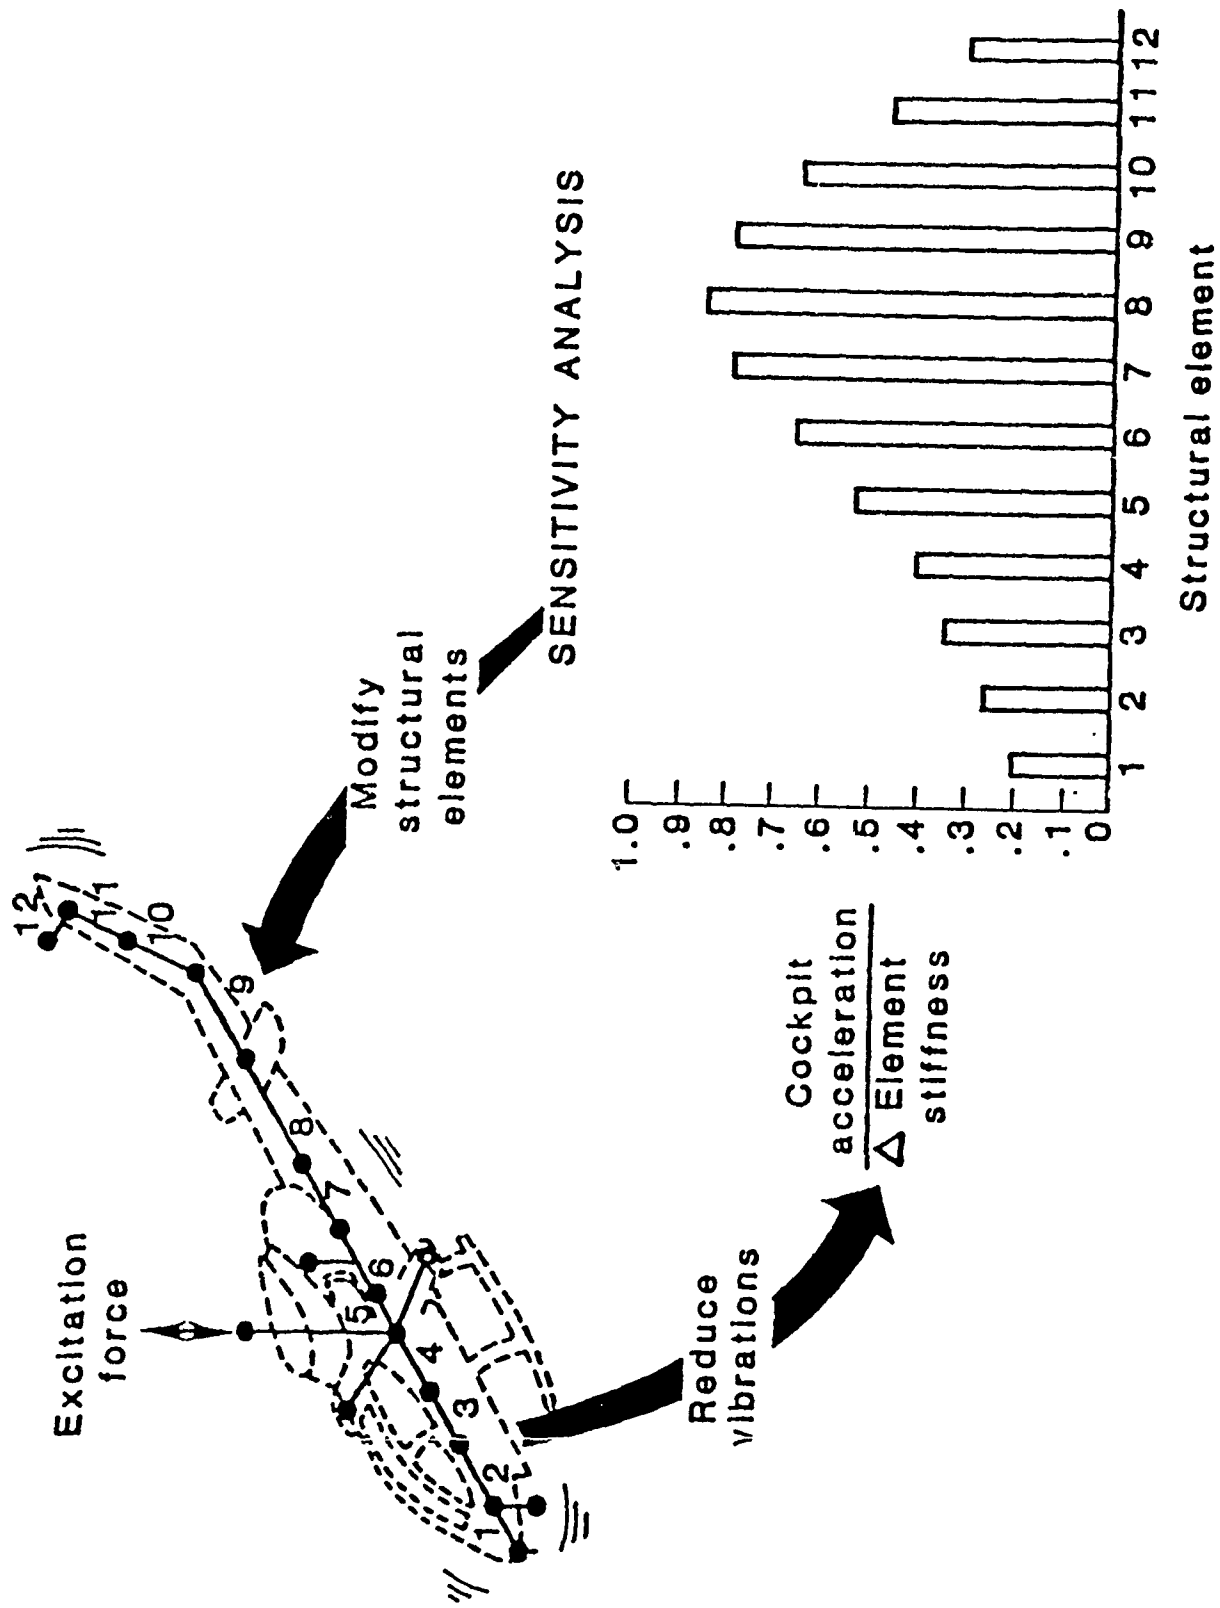 Excitation
force
12
11
10
9
8
7
6
5
4
3
2
1
Modify
structural
elements
Reduce
vibrations
SENSITIVITY ANALYSIS
Cockpit
acceleration
Δ Element
stiffness
1.0
.9
.8
.7
.6
.5
.4
.3
.2
.1
0
1 2 3 4 5 6 7 8 9 10 11 12
Structural element